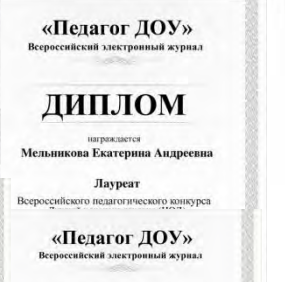 «Педагог ДОУ»
Всероссийский электронный журнал
ДИПЛОМ
награждается
Мельникова Екатерина Андреевна
Лауреат
Всероссийского педагогического конкурса
«Педагог ДОУ»
Всероссийский электронный журнал